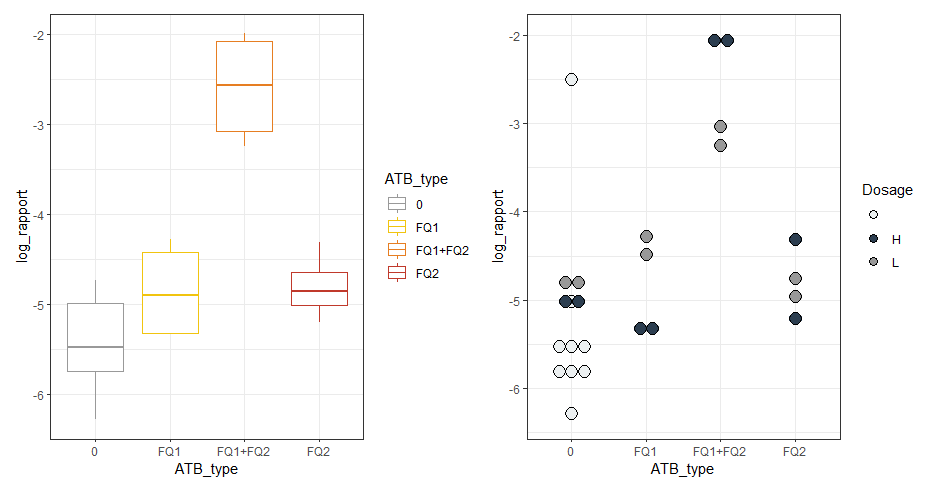 log_rapport
-2
-3
-4
-5
-6
0
FQ1
FQ1+FQ2
FQ2
ATB_type
ATB_type
0
FQ1
FQ1+FQ2
FQ2
log_rapport
-2
-3
-4
-5
-6
0
FQ1
FQ1+FQ2
FQ2
ATB_type
Dosage
H
L